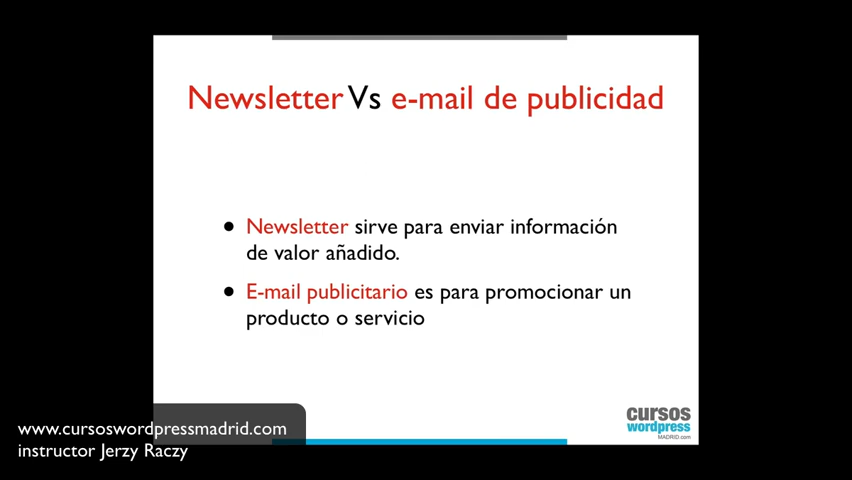 Newsletter Vs e-mail de publicidad
• Newsletter sirve para enviar información
de valor añadido.
• E-mail publicitario es para promocionar un
producto o servicio
cursos
wordpress
MADRID.com
www.cursoswordpressmadrid.com
instructor Jerzy Raczy